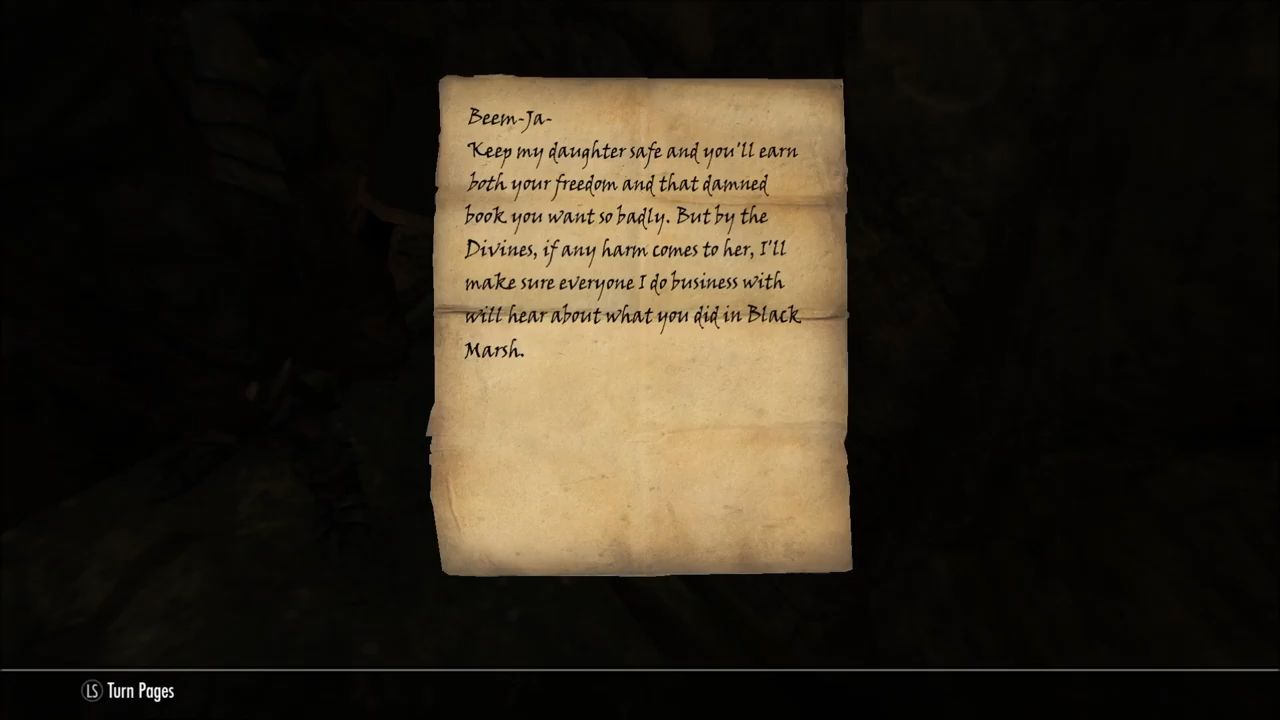 Beem-Ja-
Keep my daughter safe and you'll earn
both your freedom and that damned
book you want so badly. But by the
Divines, if any harm comes to her, I'll
make sure everyone I do business with
will hear about what you did in Black
Marsh.
LS Turn Pages